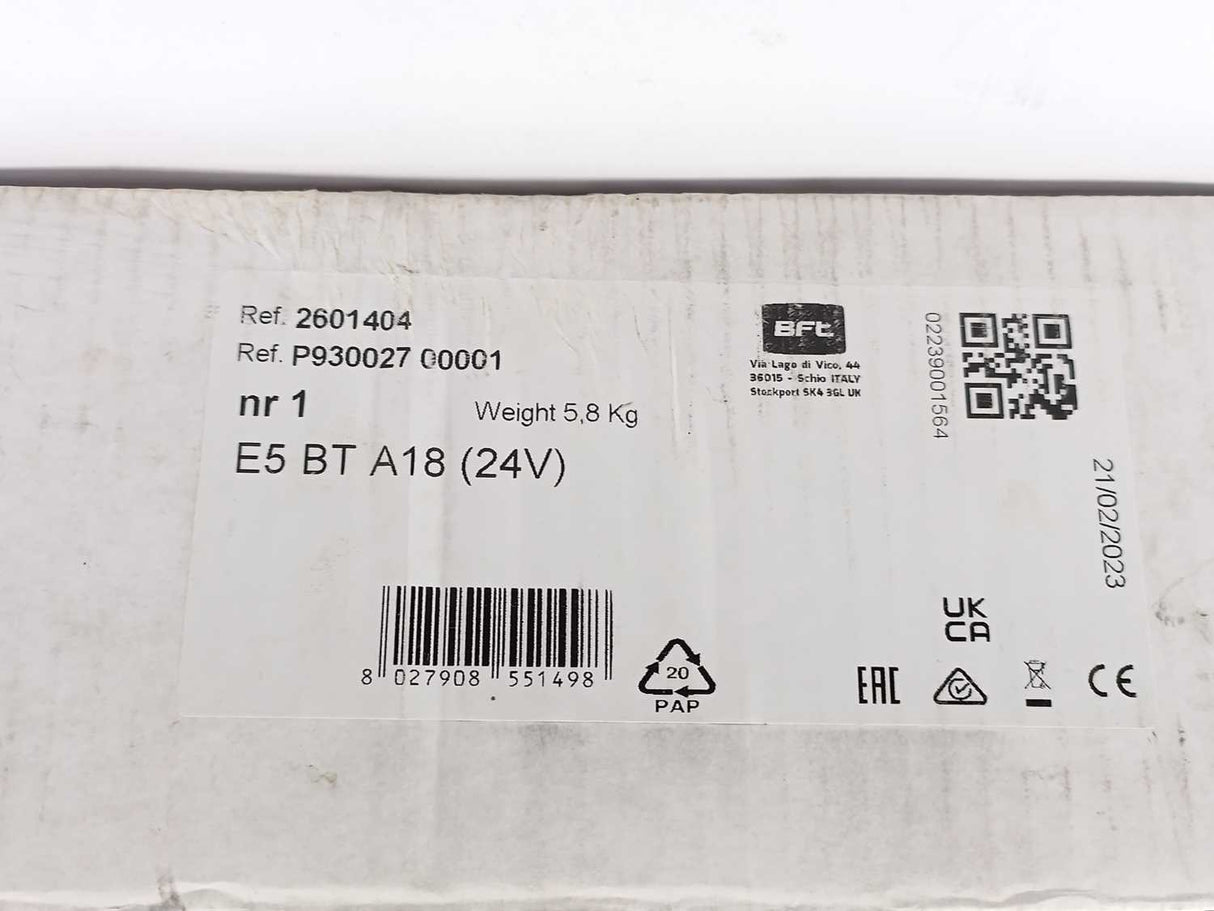 Ref. 2601404
Ref. P930027 00001
nr 1
Weight 5,8 Kg
E5 BT A18 (24V)
BFt
Via Lago di Vico, 44
36015 - Schio ITALY
Stockport SK4 3GL UK
02239001564
21/02/2023
8 027908 551498
20
PAP
UK
CA
EAC
CE